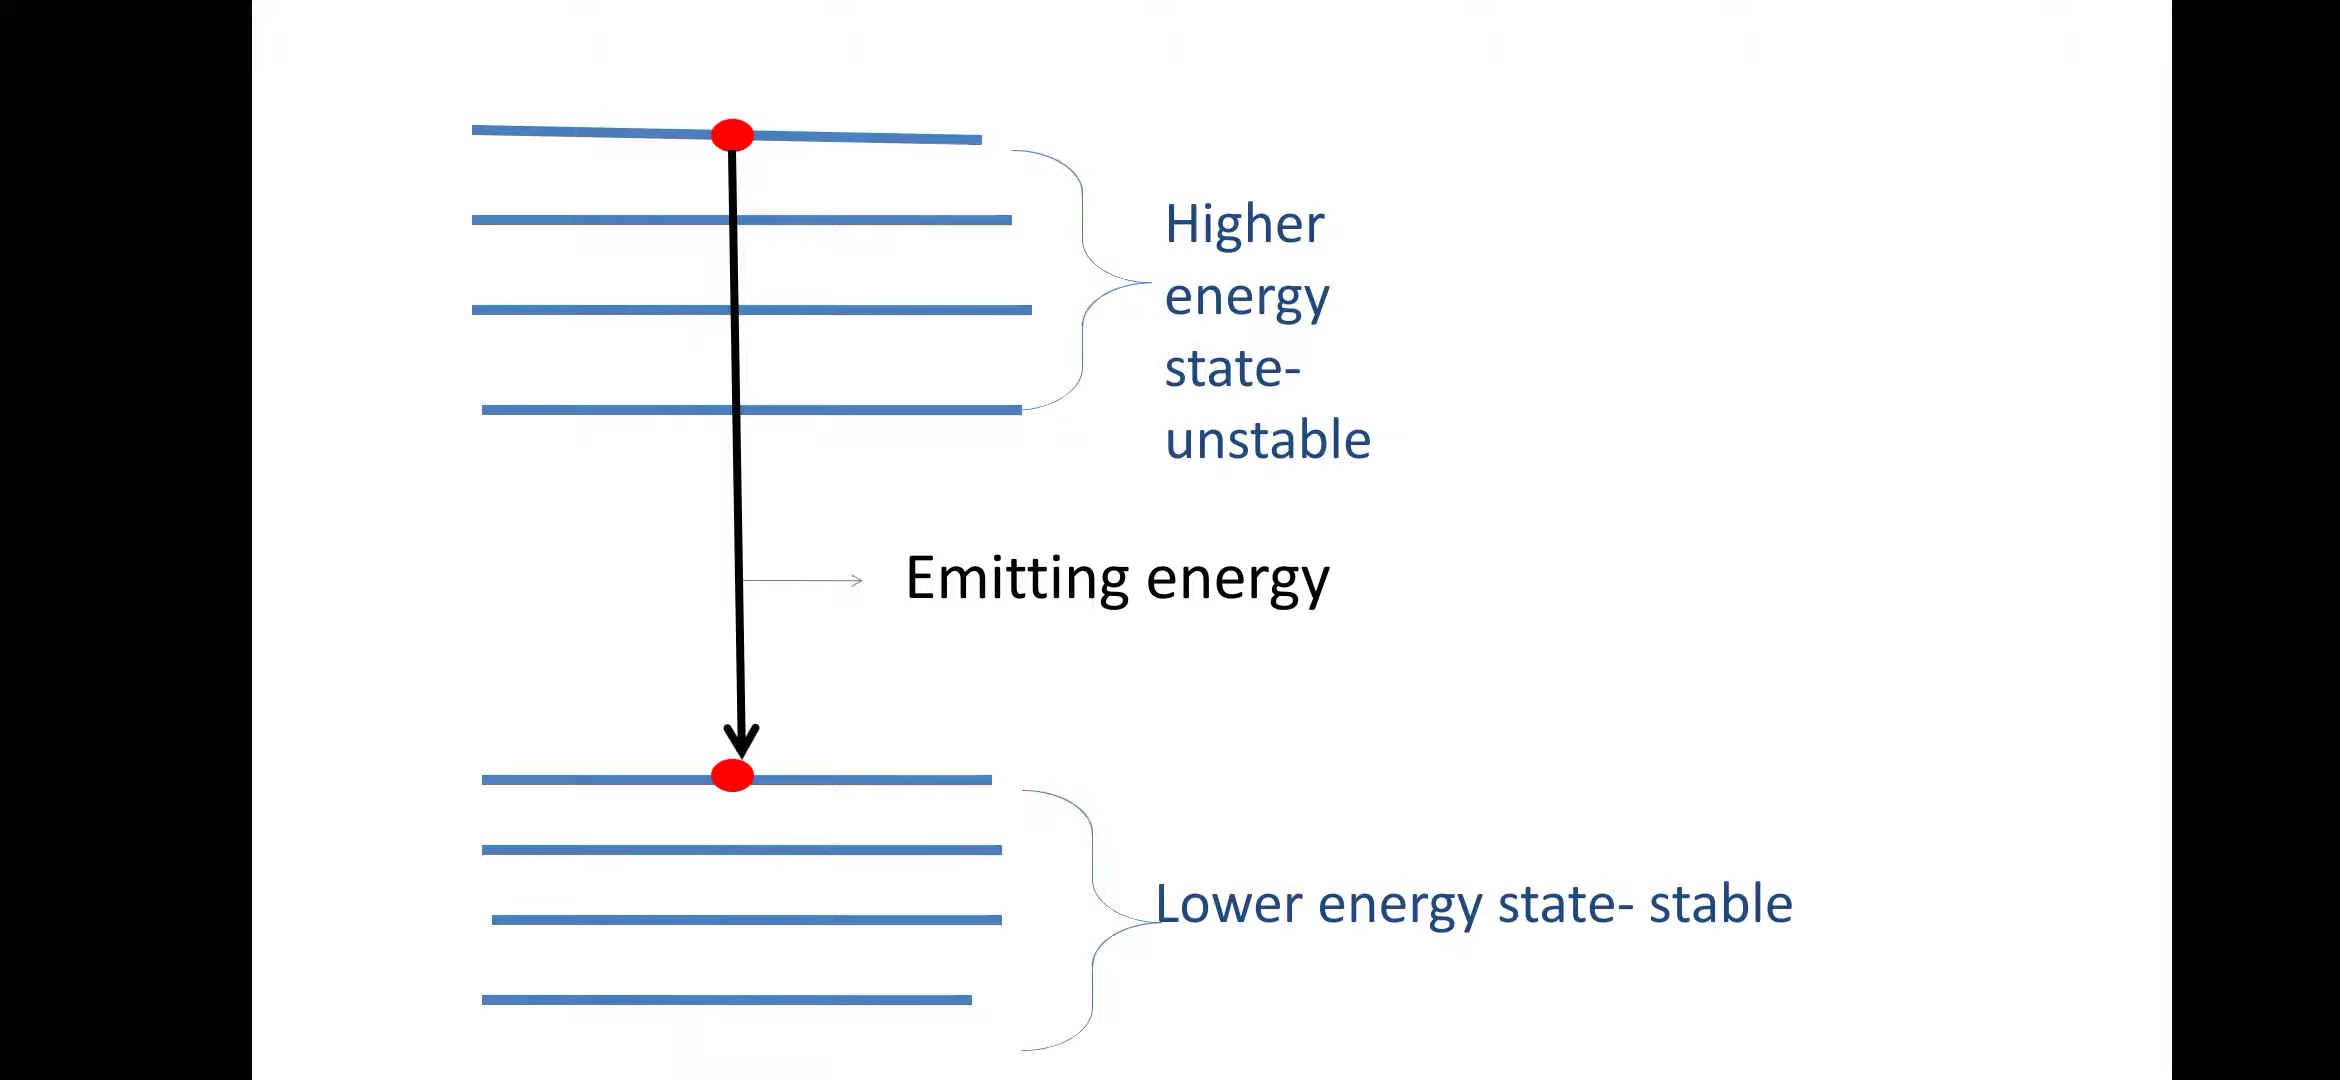 Higher
energy
state-
unstable
Emitting energy
Lower energy state- stable